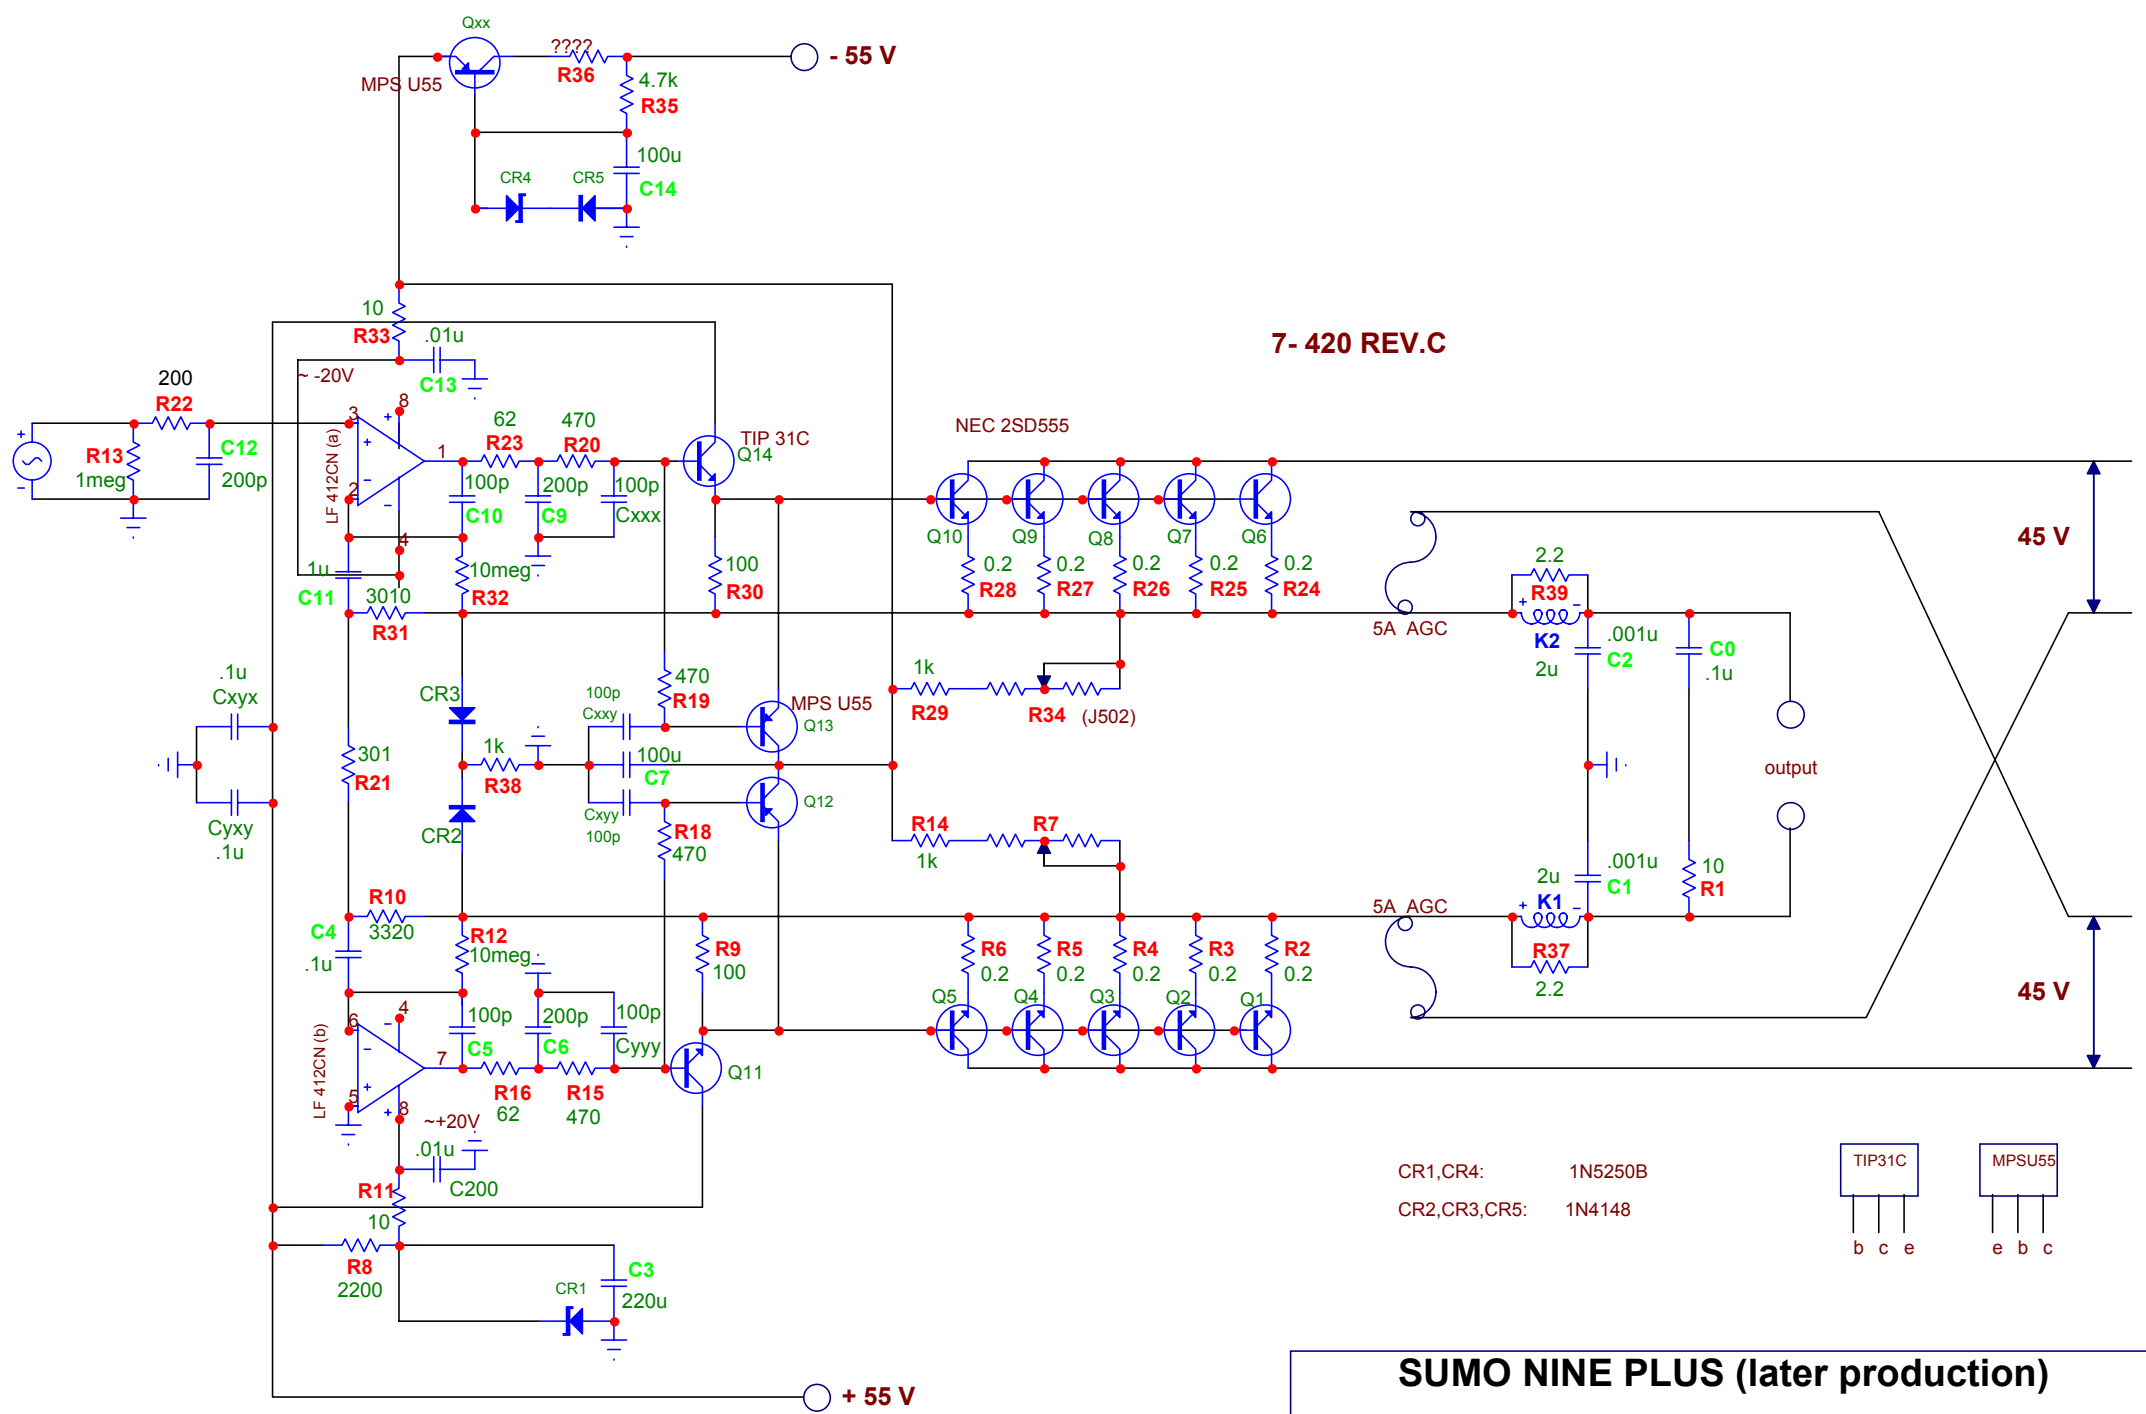 Qxx
????
- 55 V
R36
MPS U55
4.7k
R35
100u
CR4
CR5
C14
10
R33
.01u
7- 420 REV.C
~ -20V
C13
200
R22
3
8
62
470
NEC 2SD555
LF 412CN (a)
+
+
R23
R20
TIP 31C
Q14
+
R13
C12
1
1meg
200p
100p
200p
100p
−
−
2
−
C10
C9
Cxxx
Q10
Q9
Q8
Q7
Q6
45 V
4
1u
10meg
100
0.2
0.2
0.2
0.2
0.2
2.2
C11
3010
R32
R30
R28
R27
R26
R25
R24
+
R39
−
R31
5A AGC
K2
.001u
C2
C0
2u
.1u
.1u
Cxyx
CR3
470
R19
100p
Cxxy
MPS U55
Q13
1k
R29
R34
(J502)
301
R21
1k
R38
100u
C7
output
Cyxy
.1u
CR2
Cxyy
100p
Q12
R18
470
R14
1k
R7
.001u
C1
10
R1
2u
R10
3320
5A AGC
+
K1
−
C4
.1u
R12
10meg
R9
100
R6
0.2
R5
0.2
R4
0.2
R3
0.2
R2
0.2
R37
2.2
45 V
6
4
−
−
100p
200p
100p
Q5
Q4
Q3
Q2
Q1
LF 412CN (b)
7
C5
C6
Cyyy
Q11
+
5
+
8
R16
R15
62
470
~+20V
.01u
C200
R11
10
CR1,CR4: 1N5250B
CR2,CR3,CR5: 1N4148
TIP31C
MPSU55
b c e
e b c
R8
2200
C3
CR1
220u
SUMO NINE PLUS (later production)
+ 55 V